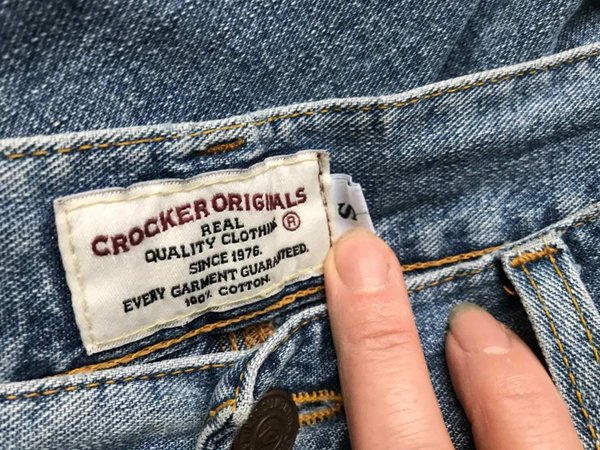 CROCKER ORIGINALS
®
REAL
QUALITY CLOTHING
SINCE 1976.
EVERY GARMENT GUARANTEED.
100% COTTON.
S